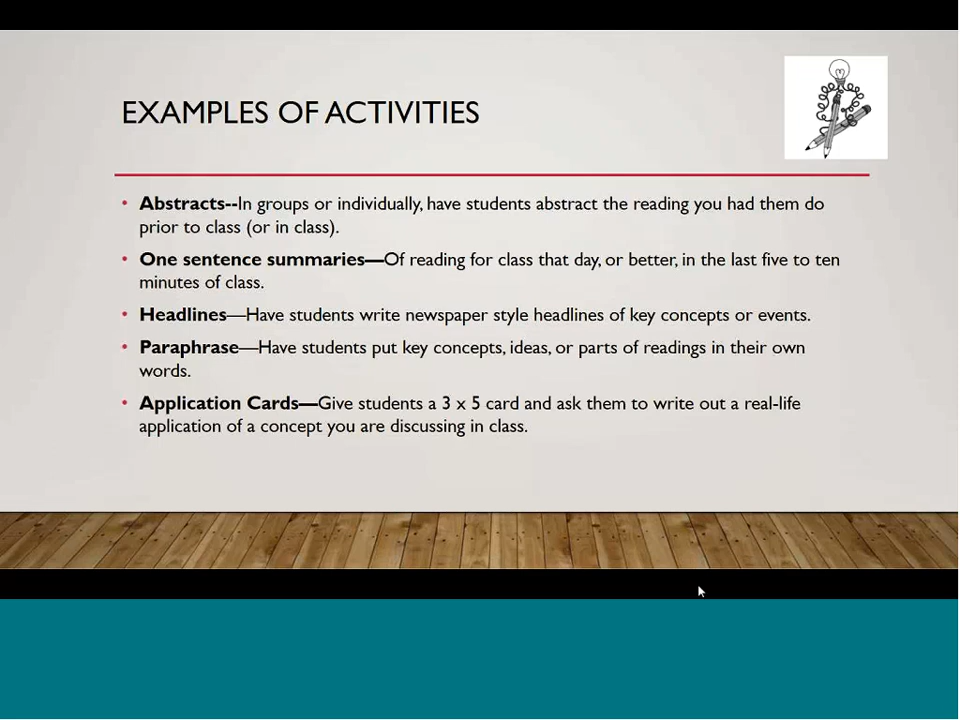 EXAMPLES OF ACTIVITIES
• Abstracts--In groups or individually, have students abstract the reading you had them do
prior to class (or in class).
• One sentence summaries—Of reading for class that day, or better, in the last five to ten
minutes of class.
• Headlines—Have students write newspaper style headlines of key concepts or events.
• Paraphrase—Have students put key concepts, ideas, or parts of readings in their own
words.
• Application Cards—Give students a 3 x 5 card and ask them to write out a real-life
application of a concept you are discussing in class.